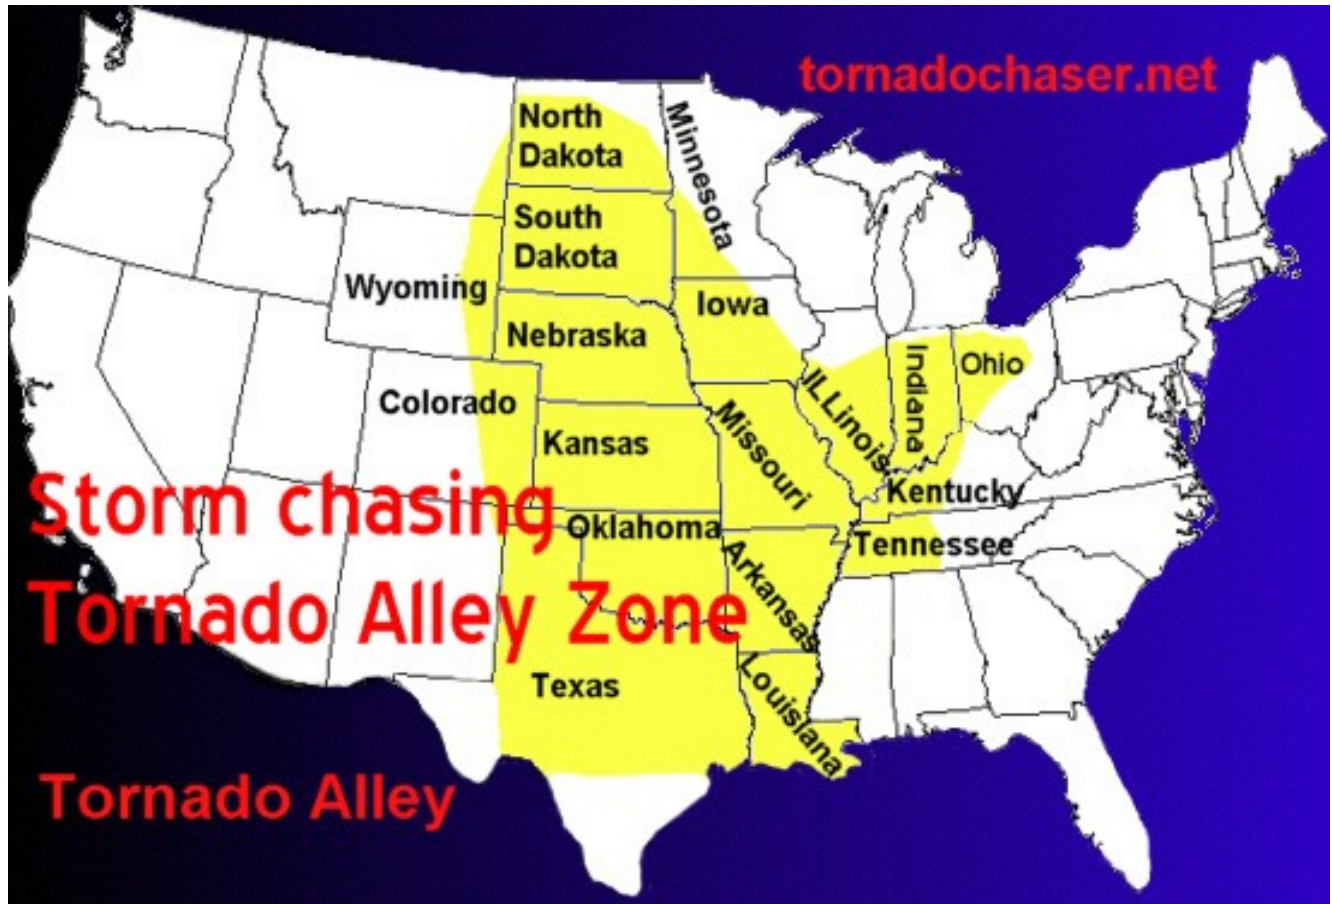 tornadochaser.net
North
Dakota
Minnesota
South
Dakota
Wyoming
Iowa
Nebraska
Indiana
Ohio
ILLinois
Colorado
Missouri
Kansas
Kentucky
Storm chasing
Oklahoma
Tennessee
Arkansas
Tornado Alley Zone
Texas
Louisiana
Tornado Alley